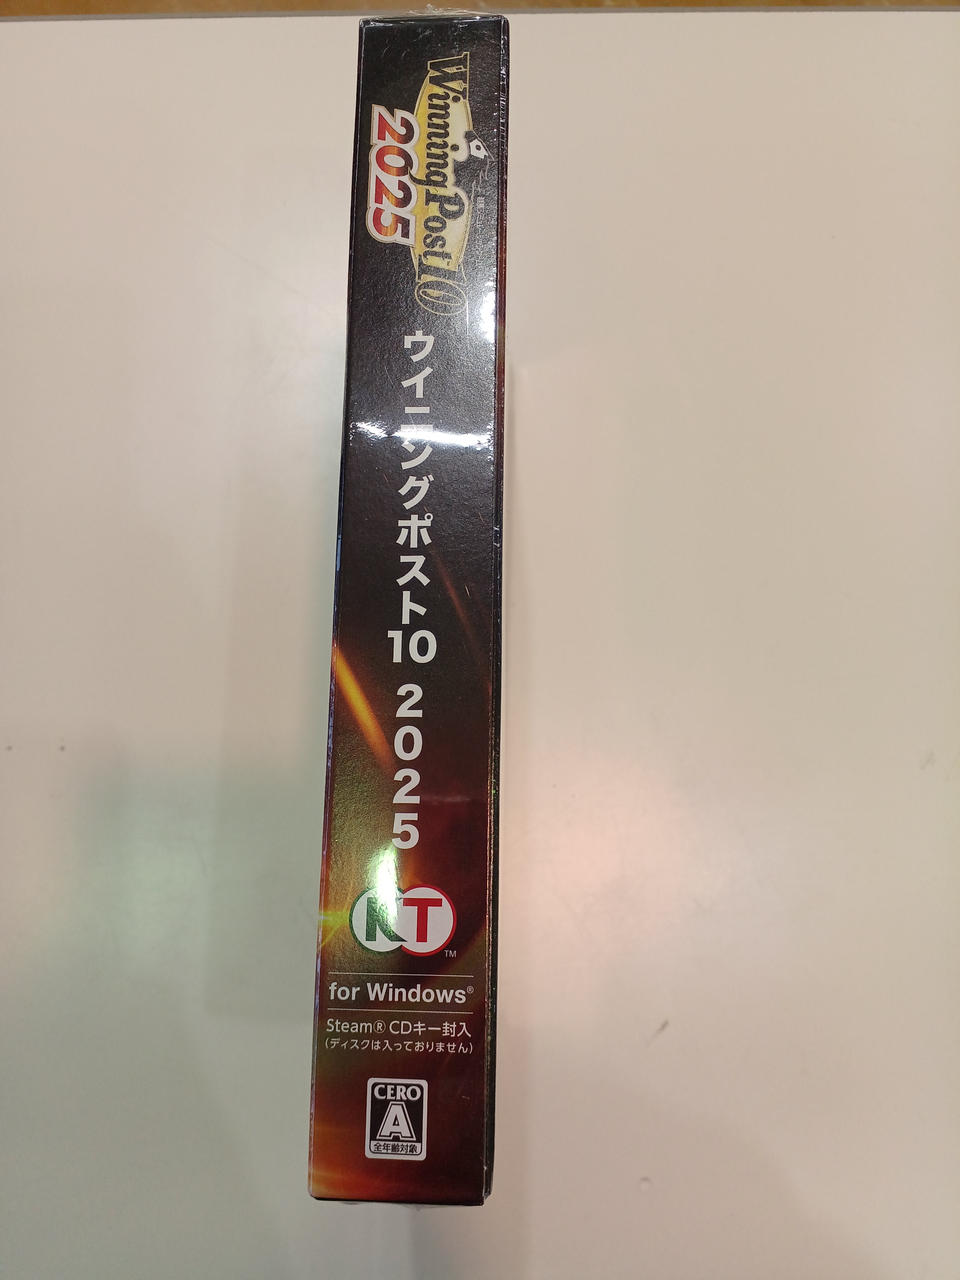 Winning Post 10
2025
ウイニングポスト10 2025
KT
TM
for Windows®
Steam® CDキー封入
(ディスクは入っておりません)
CERO
A
全年齢対象